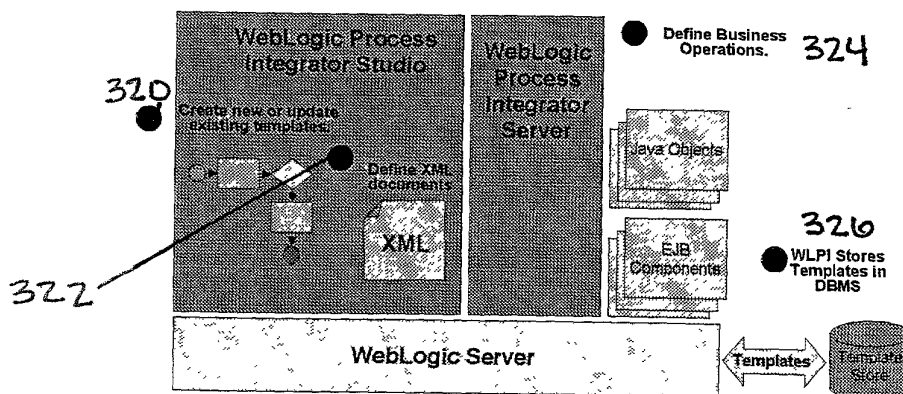 WebLogic Process
Integrator Studio
320
Create new or update
existing templates.
Define XML
documents
XML
322
WebLogic
Process
Integrator
Server
Define Business
Operations.
324
Java Objects
EJB
Components
326
WLPI Stores
Templates in
DBMS
WebLogic Server
Templates
Template
Store